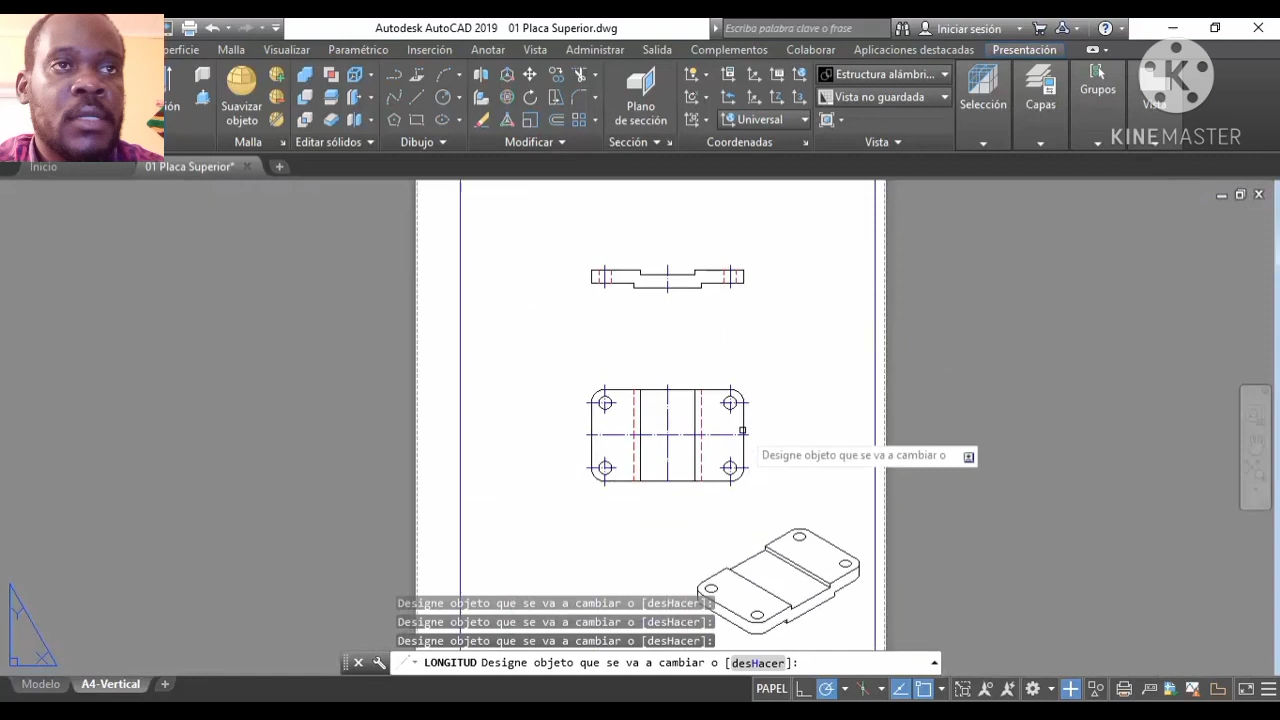 Autodesk AutoCAD 2019 01 Placa Superior.dwg
Escriba palabra clave o frase
Iniciar sesión
perficie Malla Visualizar Paramétrico Inserción Anotar Vista Administrar Salida Complementos Colaborar Aplicaciones destacadas Presentación
Suavizar
objeto
Plano
de sección
Estructura alámbri...
Vista no guardada
Universal
Selección
Capas
Grupos
Vista
K
KINEMASTER
Malla Editar sólidos Dibujo Modificar Sección Coordenadas Vista
Inicio 01 Placa Superior*
Designe objeto que se va a cambiar o
Designe objeto que se va a cambiar o [desHacer]:
Designe objeto que se va a cambiar o [desHacer]:
Designe objeto que se va a cambiar o [desHacer]:
LONGITUD Designe objeto que se va a cambiar o [desHacer]:
Y
X
Modelo A4-Vertical
PAPEL